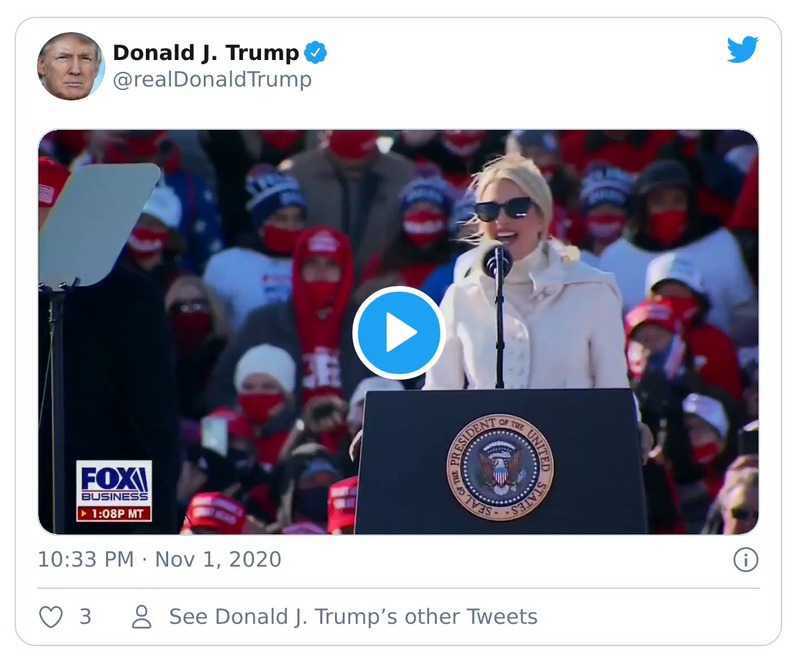 Donald J. Trump
@realDonaldTrump
SEAL OF THE PRESIDENT OF THE UNITED STATES
FOX
BUSINESS
1:08P MT
10:33 PM · Nov 1, 2020
3
See Donald J. Trump’s other Tweets